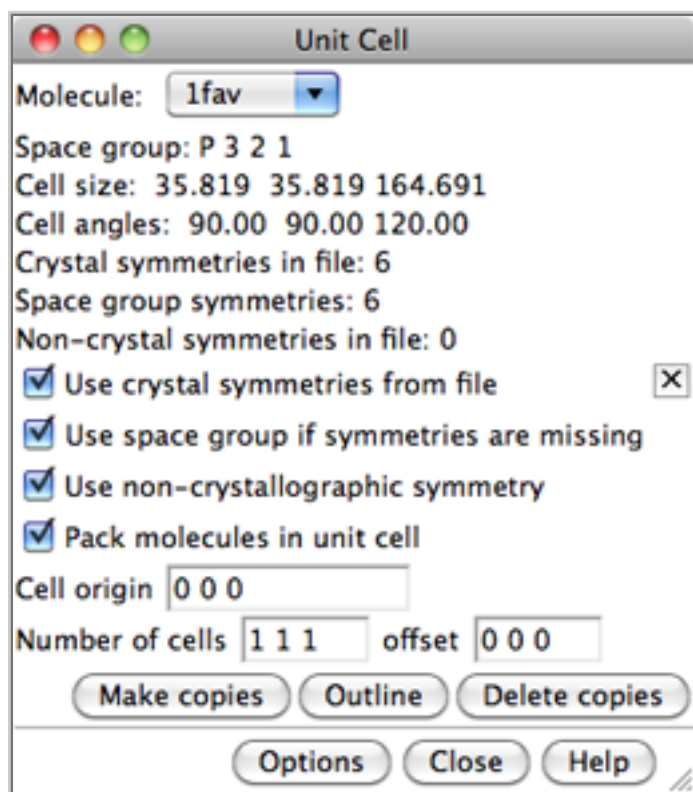 Unit Cell
Molecule: 1fav
Space group: P 3 2 1
Cell size: 35.819 35.819 164.691
Cell angles: 90.00 90.00 120.00
Crystal symmetries in file: 6
Space group symmetries: 6
Non-crystal symmetries in file: 0
Use crystal symmetries from file
Use space group if symmetries are missing
Use non-crystallographic symmetry
Pack molecules in unit cell
Cell origin 0 0 0
Number of cells 1 1 1 offset 0 0 0
Make copies Outline Delete copies
Options Close Help